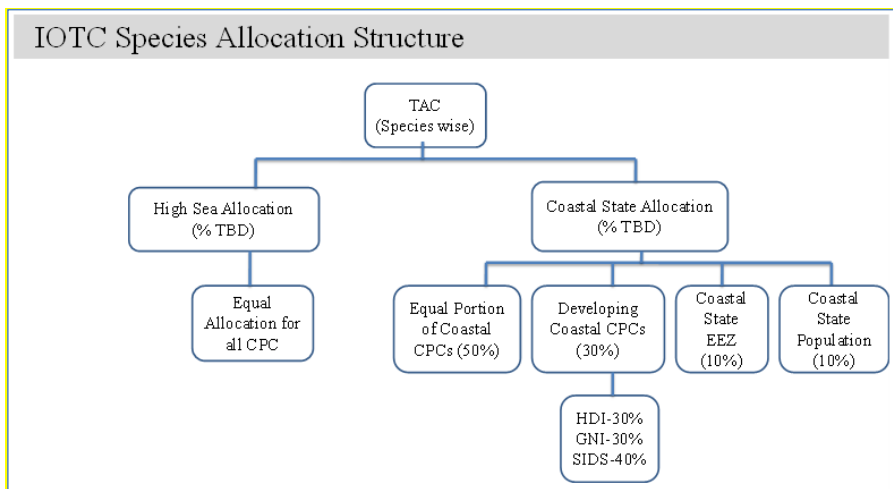 IOTC Species Allocation Structure
TAC
(Species wise)
High Sea Allocation
(% TBD)
Coastal State Allocation
(% TBD)
Equal
Allocation for
all CPC
Equal Portion
of Coastal
CPCs (50%)
Developing
Coastal CPCs
(30%)
Coastal
State
EEZ
(10%)
Coastal
State
Population
(10%)
HDI-30%
GNI-30%
SIDS-40%